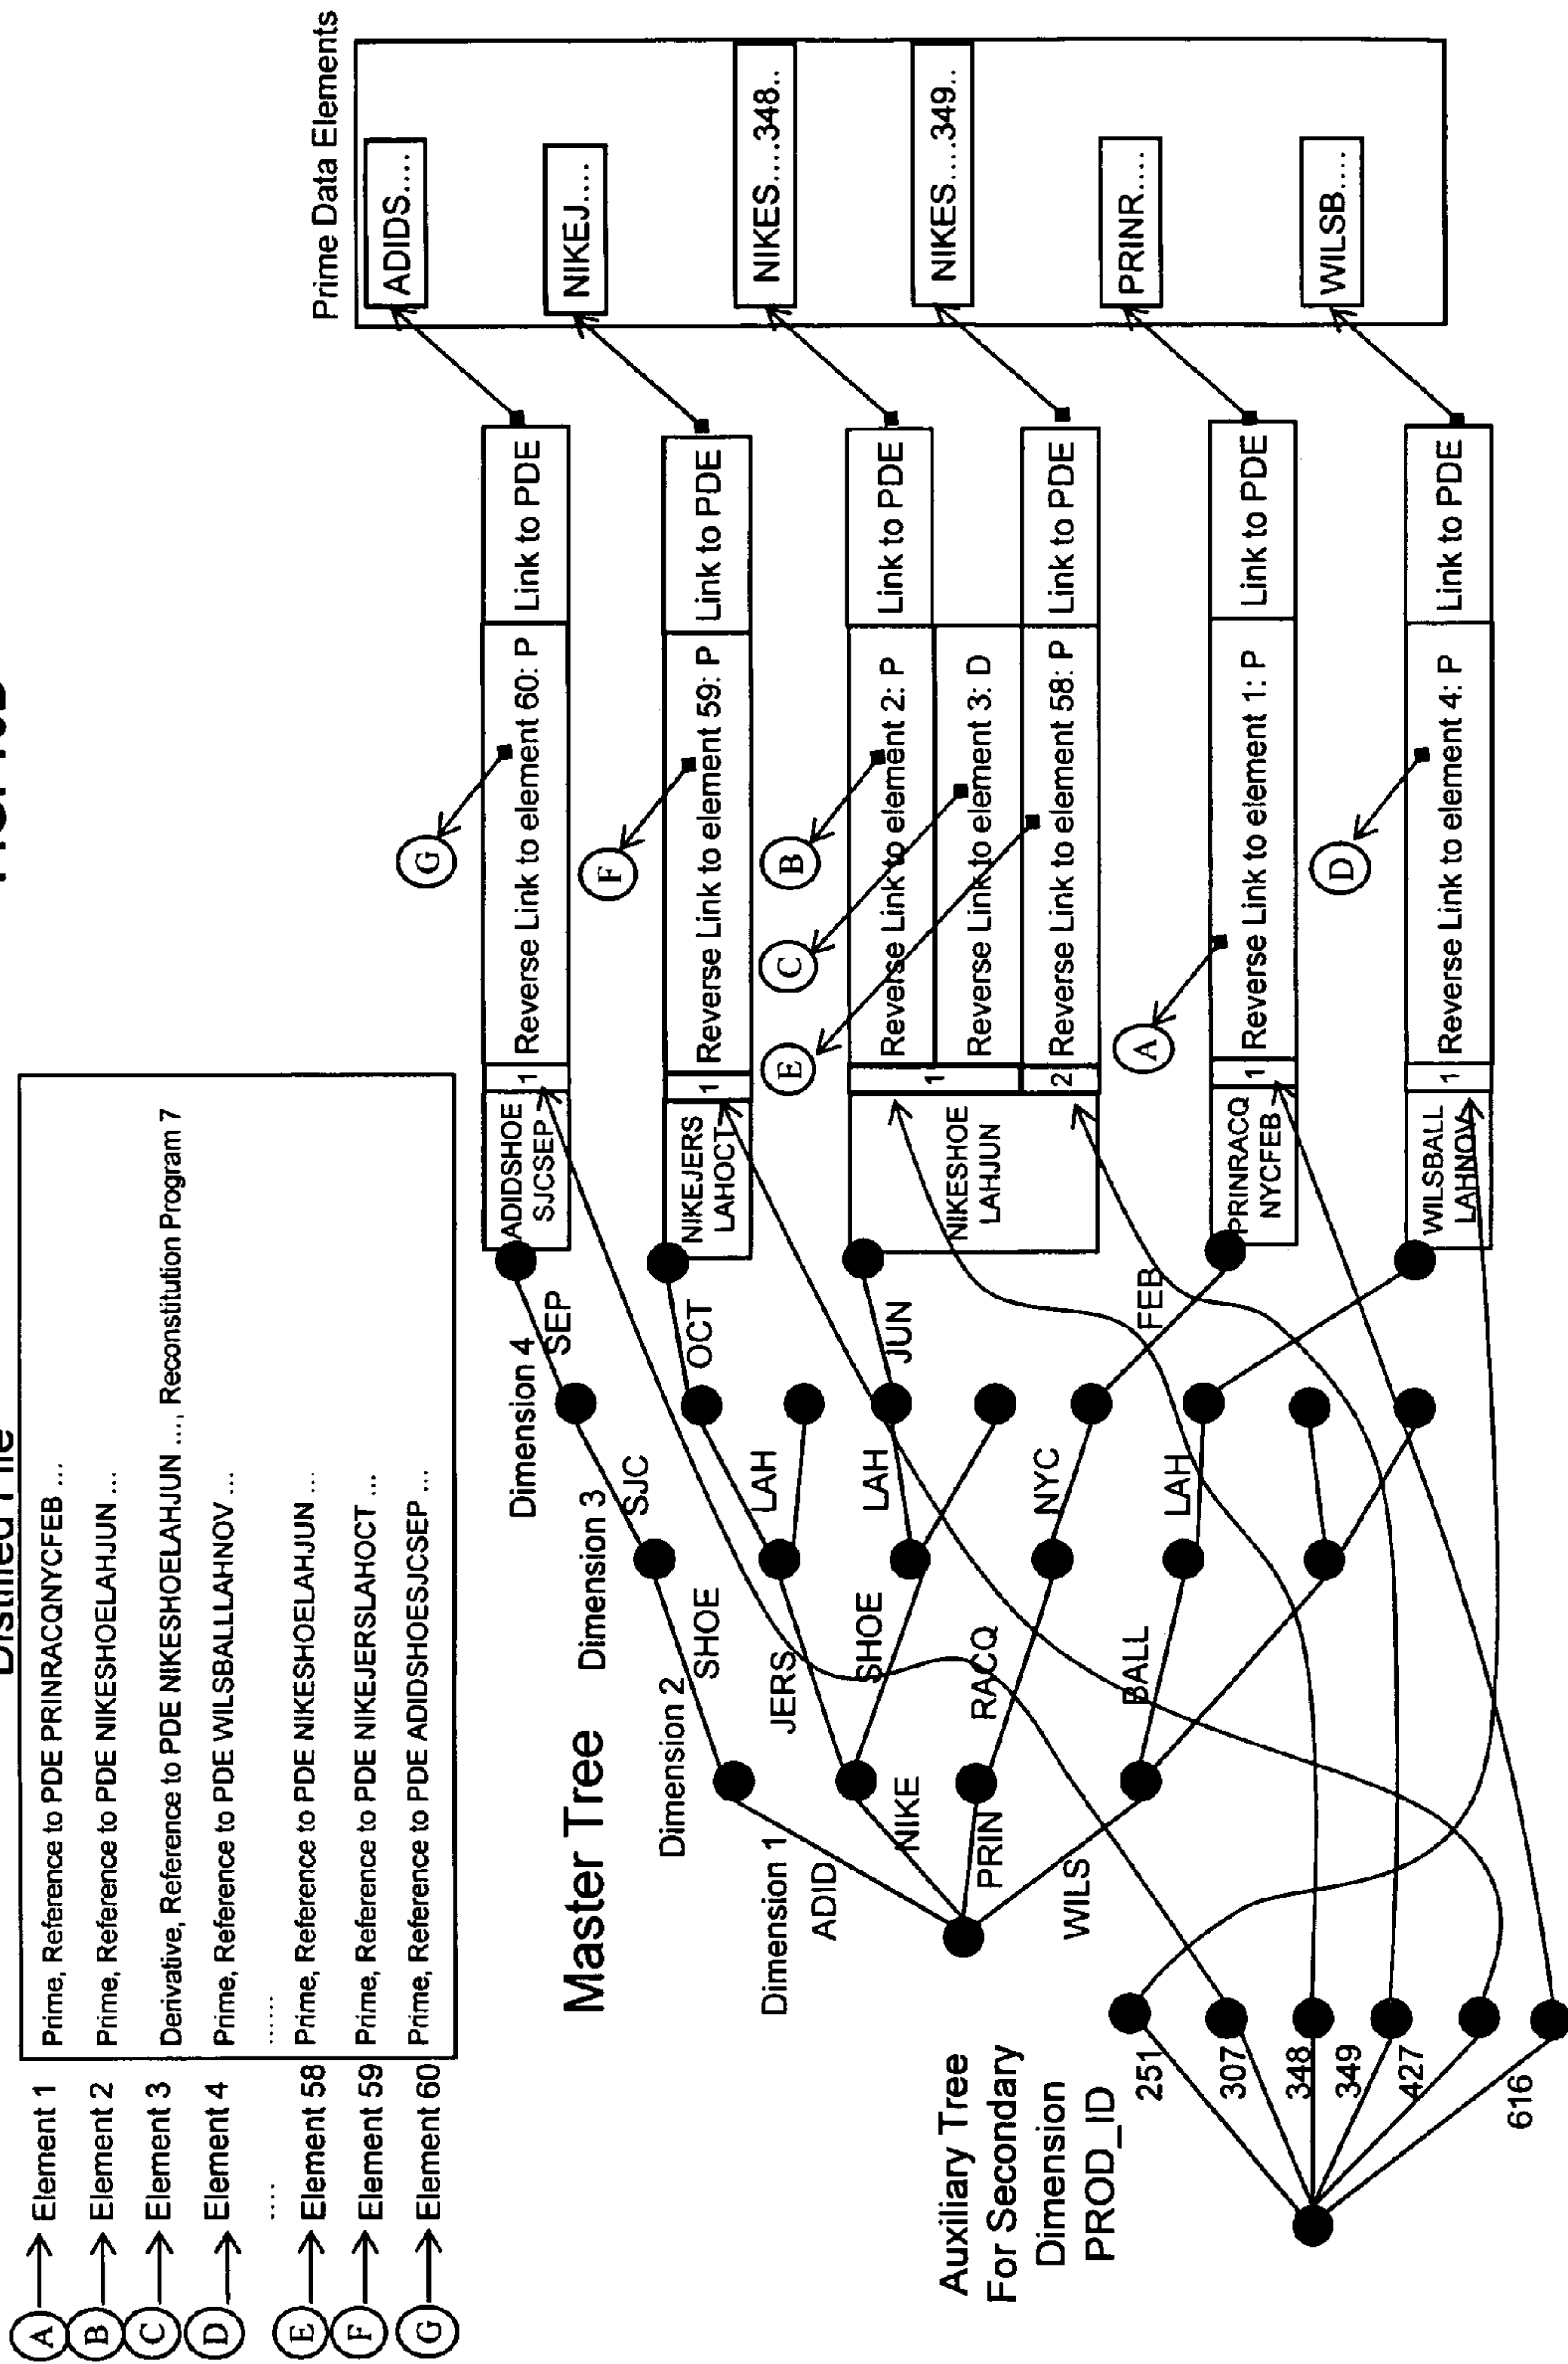 Distilled File
Ⓐ → Element 1 Prime, Reference to PDE PRINRACQNYCFEB ...
Ⓑ → Element 2 Prime, Reference to PDE NIKESHOELAHJUN ...
Ⓒ → Element 3 Derivative, Reference to PDE NIKESHOELAHJUN ...., Reconstitution Program 7
Ⓓ → Element 4 Prime, Reference to PDE WILSBALLLAHNOV...
.... ......
Ⓔ → Element 58 Prime, Reference to PDE NIKESHOELAHJUN ...
Ⓕ → Element 59 Prime, Reference to PDE NIKEJERSLAHOCT...
Ⓖ → Element 60 Prime, Reference to PDE ADIDSHOESJCSEP ...
Master Tree
Dimension 1
Dimension 2
Dimension 3
Dimension 4
ADID
SHOE
SJC
SEP
NIKE
JERS
LAH
OCT
SHOE
LAH
JUN
PRIN
RACQ
NYC
FEB
WILS
BALL
LAH
ADIDSHOE
SJCSEP
1
Reverse Link to element 60: P
Link to PDE
G
NIKEJERS
LAHOCT
1
Reverse Link to element 59: P
Link to PDE
F
NIKESHOE
LAHJUN
1
Reverse Link to element 2: P
Link to PDE
B
Reverse Link to element 3: D
C
2
Reverse Link to element 58: P
Link to PDE
E
PRINRACQ
NYCFEB
1
Reverse Link to element 1: P
Link to PDE
A
WILSBALL
LAHNOV
1
Reverse Link to element 4: P
Link to PDE
D
Prime Data Elements
ADIDS....
NIKEJ....
NIKES....348..
NIKES....349..
PRINR....
WILSB....
Auxiliary Tree
For Secondary
Dimension
PROD_ID
251
307
348
349
427
616